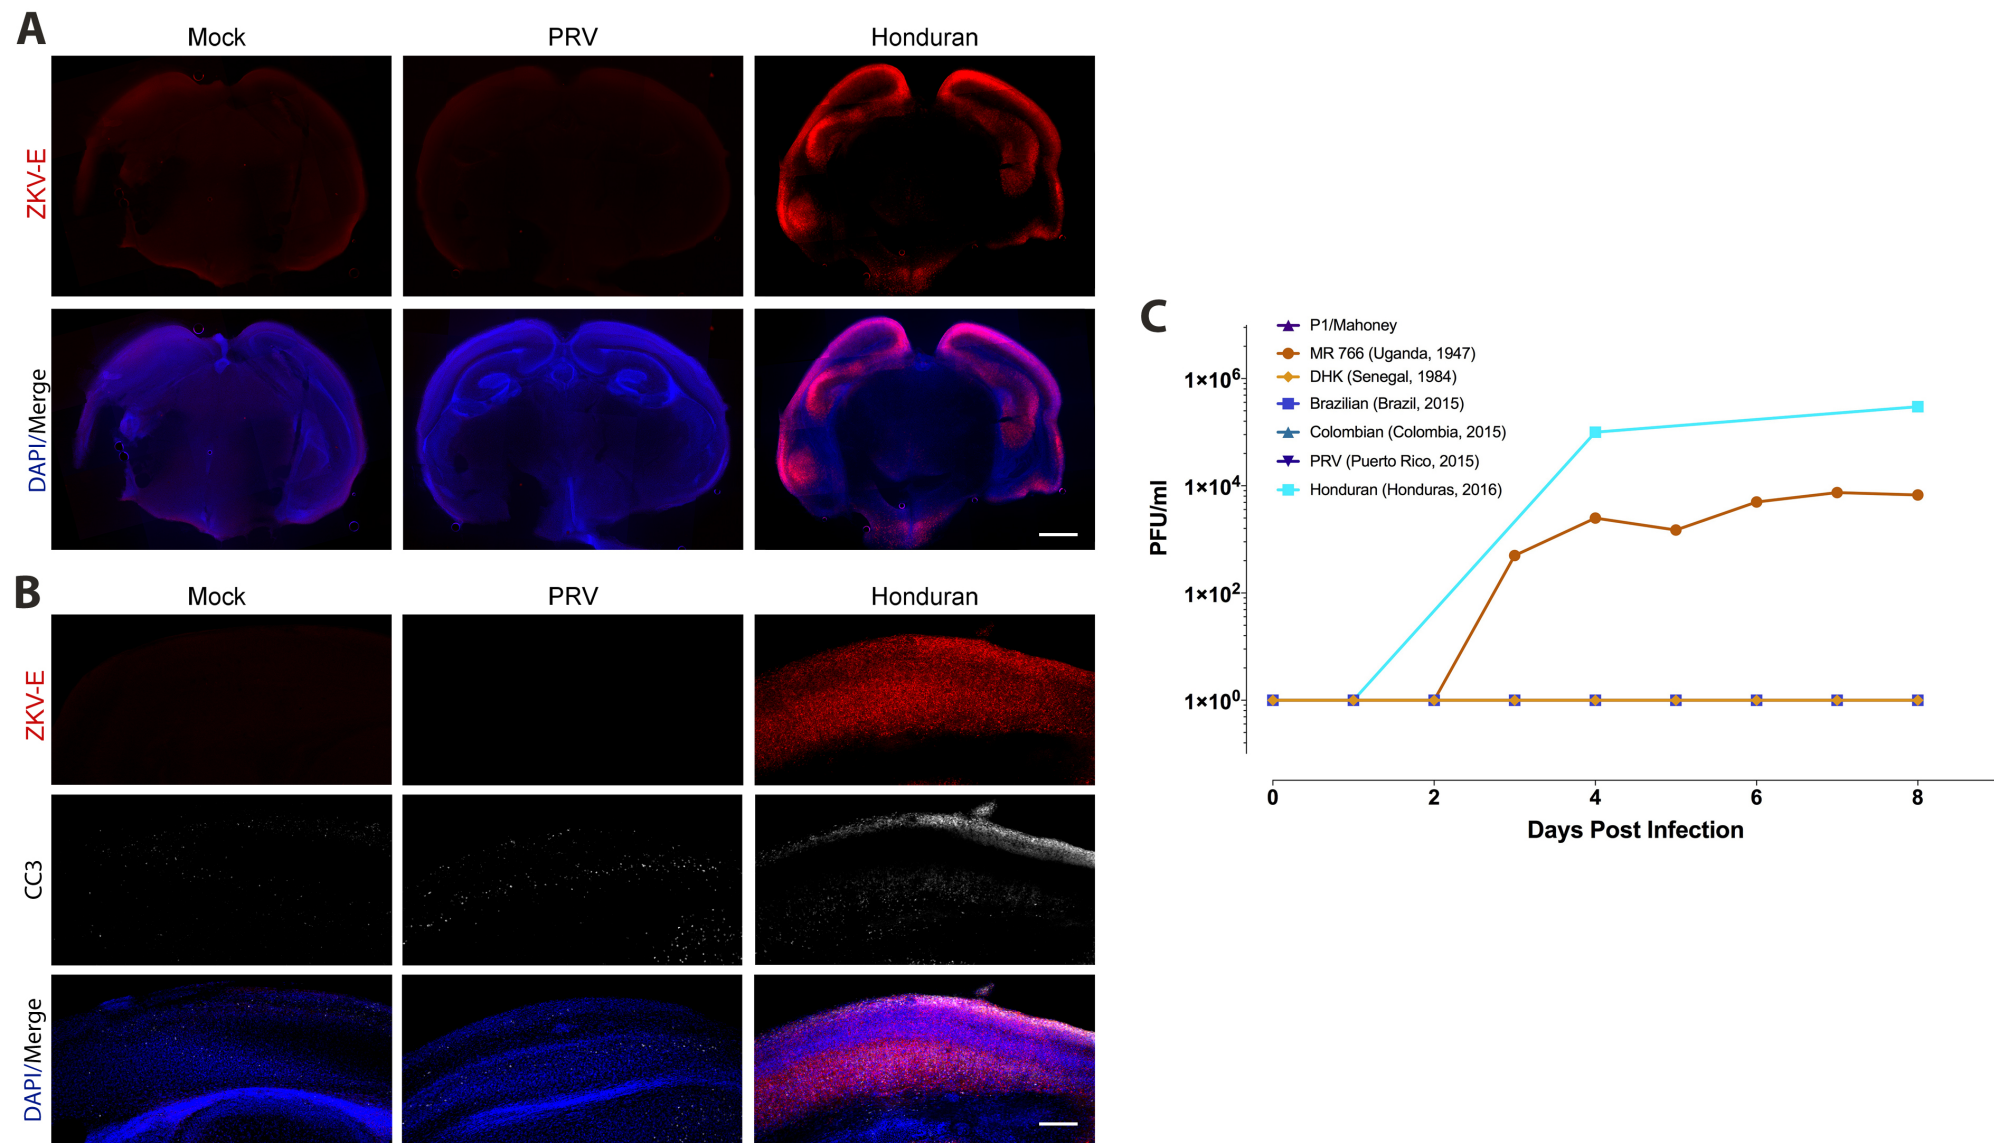 A
Mock
PRV
Honduran
ZKV-E
DAPI/Merge
B
Mock
PRV
Honduran
ZKV-E
CC3
DAPI/Merge
C
P1/Mahoney
MR 766 (Uganda, 1947)
DHK (Senegal, 1984)
Brazilian (Brazil, 2015)
Colombian (Colombia, 2015)
PRV (Puerto Rico, 2015)
Honduran (Honduras, 2016)
PFU/ml
1×10⁶
1×10⁴
1×10²
1×10⁰
0 2 4 6 8
Days Post Infection